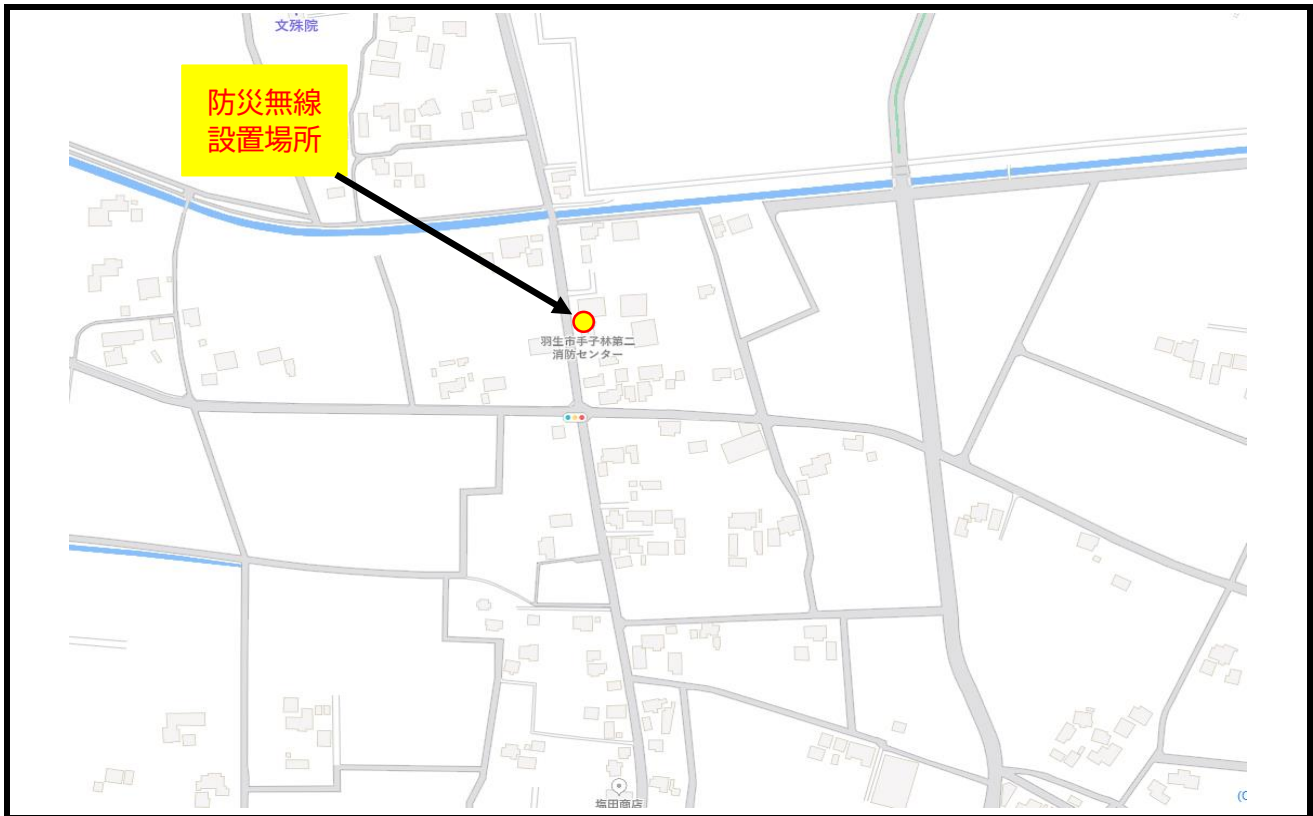 文殊院
防災無線
設置場所
羽生市手子林第二
消防センター
塩田商店
(C